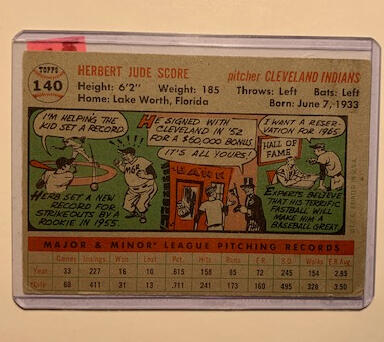 TOPPS
140
HERBERT JUDE SCORE
pitcher CLEVELAND INDIANS
Height: 6'2" Weight: 185 Throws: Left Bats: Left
Home: Lake Worth, Florida Born: June 7, 1933
I'M HELPING THE
KID SET A RECORD
MGR
HERB SET A NEW
RECORD FOR
STRIKEOUTS BY A
ROOKIE IN 1955.
HE SIGNED WITH
CLEVELAND IN '52
FOR A $60,000 BONUS.
IT'S ALL YOURS!
BANK
I WANT A RESER-
VATION FOR 1965
HALL OF
FAME
EXPERTS BELIEVE
THAT HIS TERRIFIC
FASTBALL WILL
MAKE HIM A
BASEBALL GREAT
MAJOR & MINOR LEAGUE PITCHING RECORDS
Games Innings Won Lost Pct. Hits Runs E.R. S.O. Walks E.R.Avg
Year 33 227 16 10 .615 158 85 72 245 154 2.85
Life 68 411 31 13 .711 241 173 160 495 328 3.50